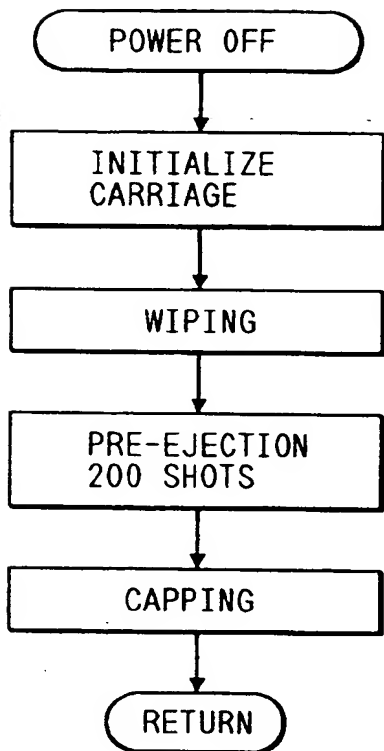 POWER OFF
INITIALIZE
CARRIAGE
WIPING
PRE-EJECTION
200 SHOTS
CAPPING
RETURN